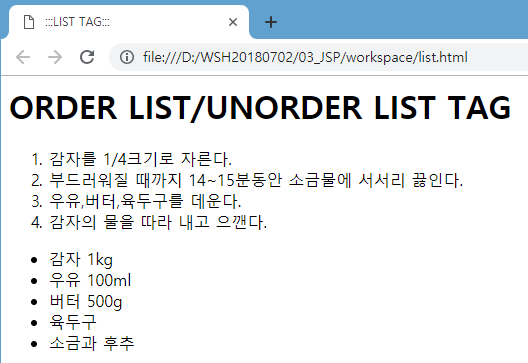 :::LIST TAG:::
file:///D:/WSH20180702/03_JSP/workspace/list.html
ORDER LIST/UNORDER LIST TAG
1. 감자를 1/4크기로 자른다.
2. 부드러워질 때까지 14~15분동안 소금물에 서서리 끓인다.
3. 우유,버터,육두구를 데운다.
4. 감자의 물을 따라 내고 으깬다.
• 감자 1kg
• 우유 100ml
• 버터 500g
• 육두구
• 소금과 후추